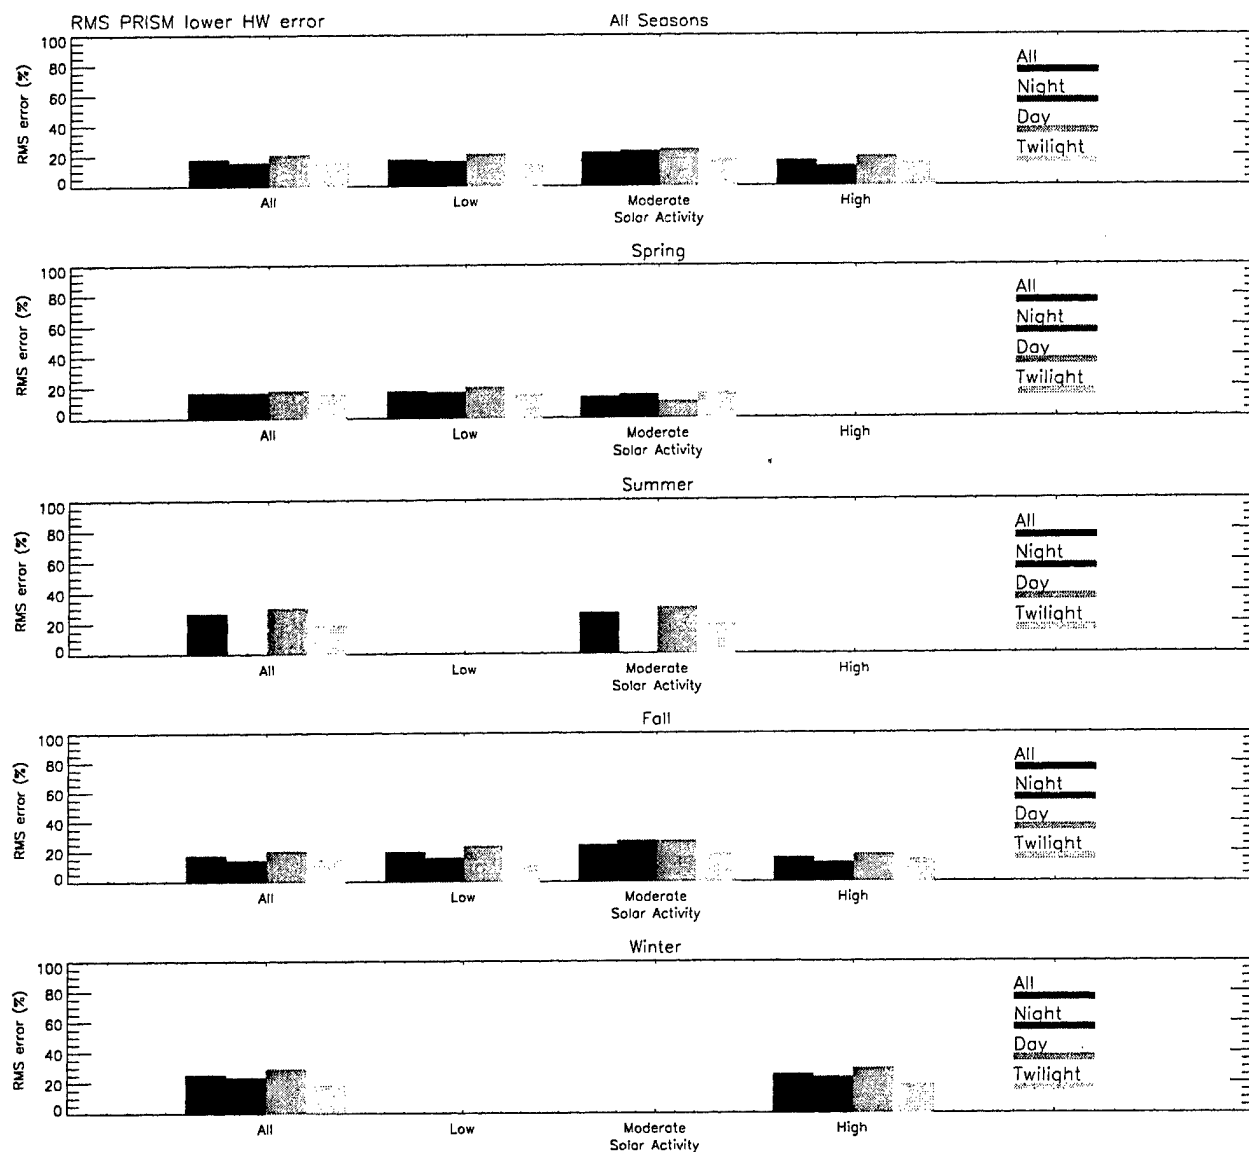 RMS PRISM lower HW error
All Seasons
100
80
60
40
20
0
RMS error (%)
All
Night
Day
Twilight
All Low Moderate High
Solar Activity
Spring
100
80
60
40
20
0
RMS error (%)
All
Night
Day
Twilight
All Low Moderate High
Solar Activity
Summer
100
80
60
40
20
0
RMS error (%)
All
Night
Day
Twilight
All Low Moderate High
Solar Activity
Fall
100
80
60
40
20
0
RMS error (%)
All
Night
Day
Twilight
All Low Moderate High
Solar Activity
Winter
100
80
60
40
20
0
RMS error (%)
All
Night
Day
Twilight
All Low Moderate High
Solar Activity